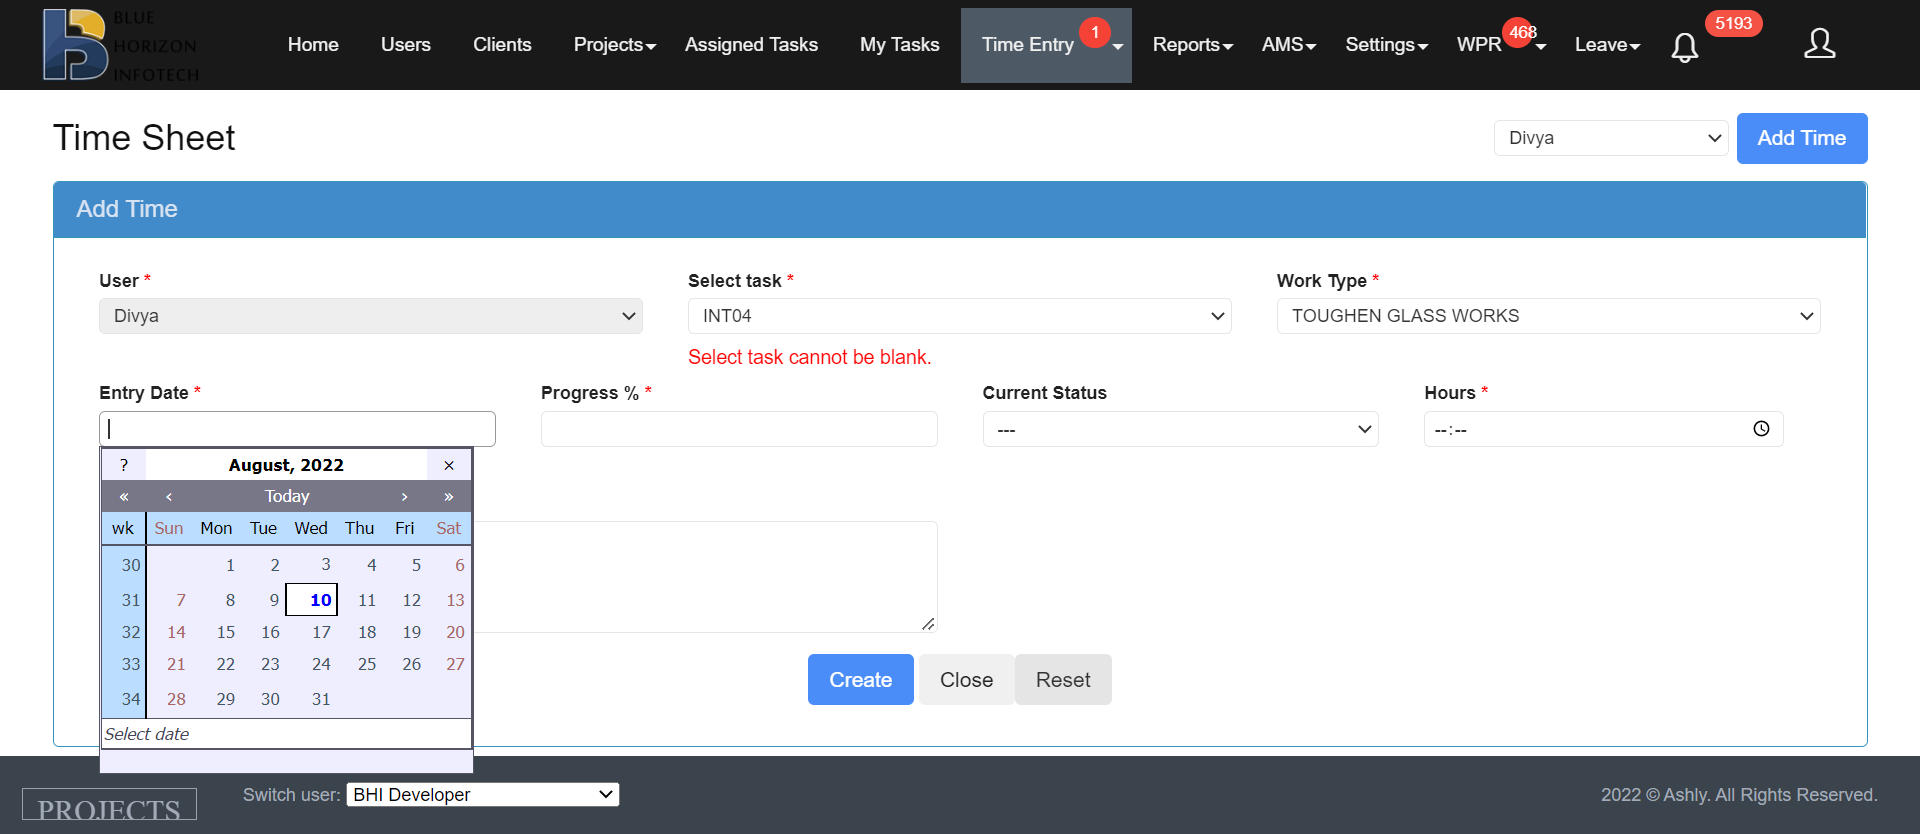 BLUE
HORIZON
INFOTECH
Home Users Clients Projects Assigned Tasks My Tasks Time Entry 1 Reports AMS Settings WPR 468 Leave 5193
Time Sheet
Divya
Add Time
Add Time
User * Select task * Work Type *
Divya INT04 TOUGHEN GLASS WORKS
Select task cannot be blank.
Entry Date * Progress % * Current Status Hours *
--- --:--
? August, 2022 ×
« ‹ Today › »
wk Sun Mon Tue Wed Thu Fri Sat
30 1 2 3 4 5 6
31 7 8 9 10 11 12 13
32 14 15 16 17 18 19 20
33 21 22 23 24 25 26 27
34 28 29 30 31
Select date
Create Close Reset
PROJECTS
Switch user: BHI Developer
2022 © Ashly. All Rights Reserved.